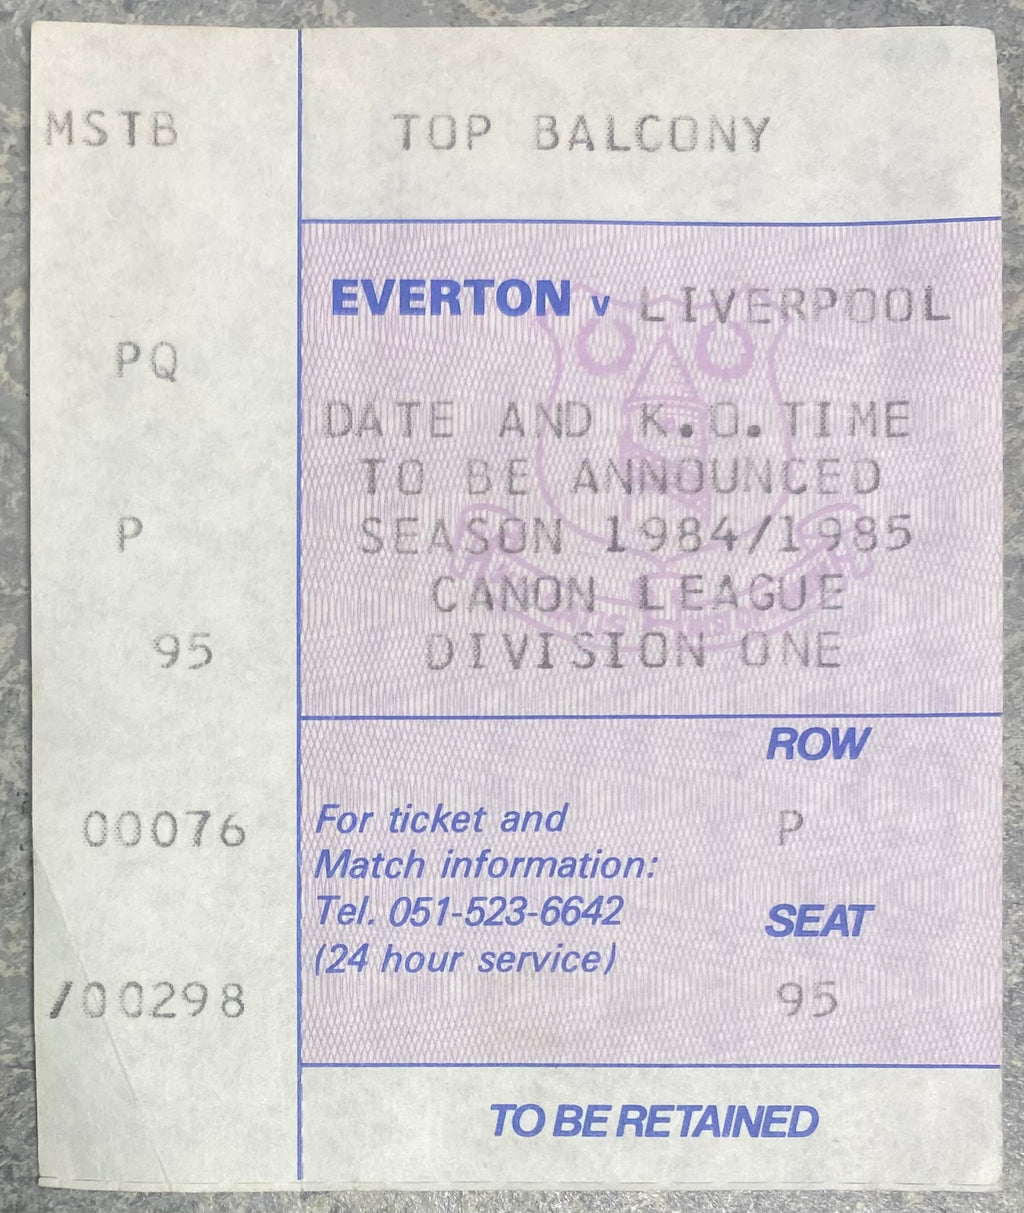 MSTB
PQ
P
95
00076
/00298
TOP BALCONY
EVERTON v LIVERPOOL
DATE AND K.O. TIME
TO BE ANNOUNCED
SEASON 1984/1985
CANON LEAGUE
DIVISION ONE
For ticket and
Match information:
Tel. 051-523-6642
(24 hour service)
ROW
P
SEAT
95
TO BE RETAINED